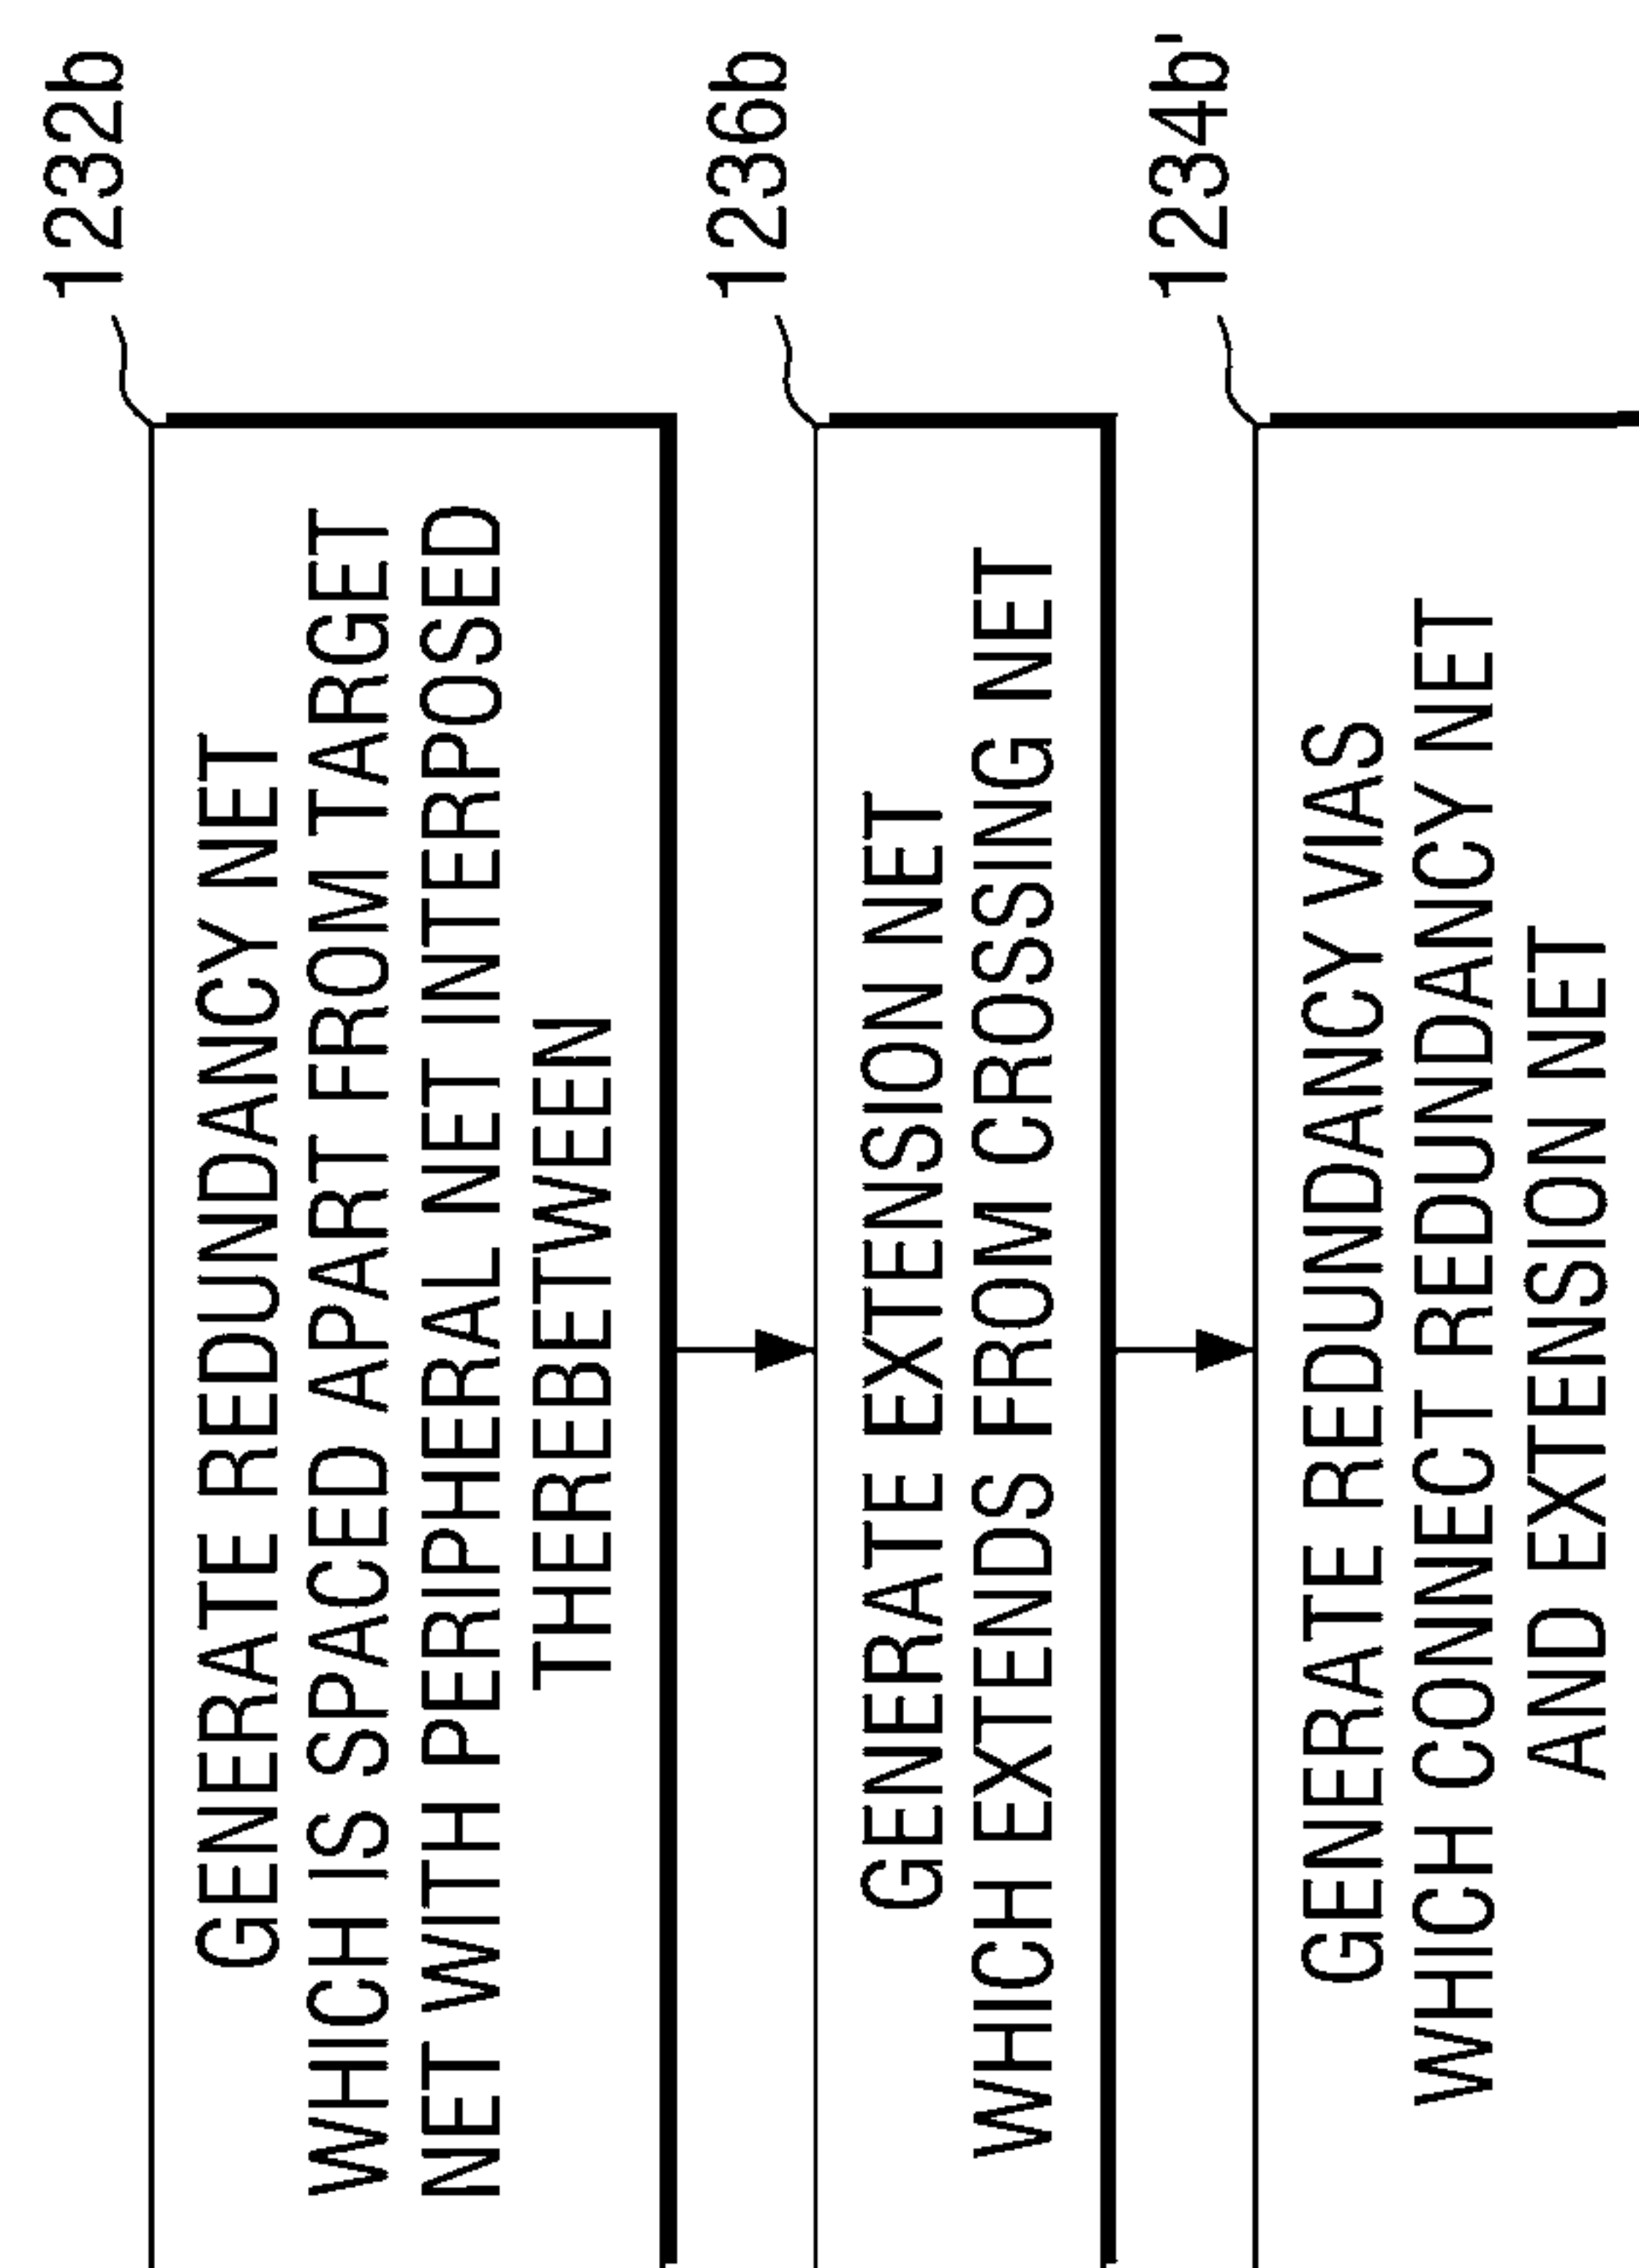 1232b
GENERATE REDUNDANCY NET
WHICH IS SPACED APART FROM TARGET
NET WITH PERIPHERAL NET INTERPOSED
THEREBETWEEN
1236b
GENERATE EXTENSION NET
WHICH EXTENDS FROM CROSSING NET
1234b'
GENERATE REDUNDANCY VIAS
WHICH CONNECT REDUNDANCY NET
AND EXTENSION NET